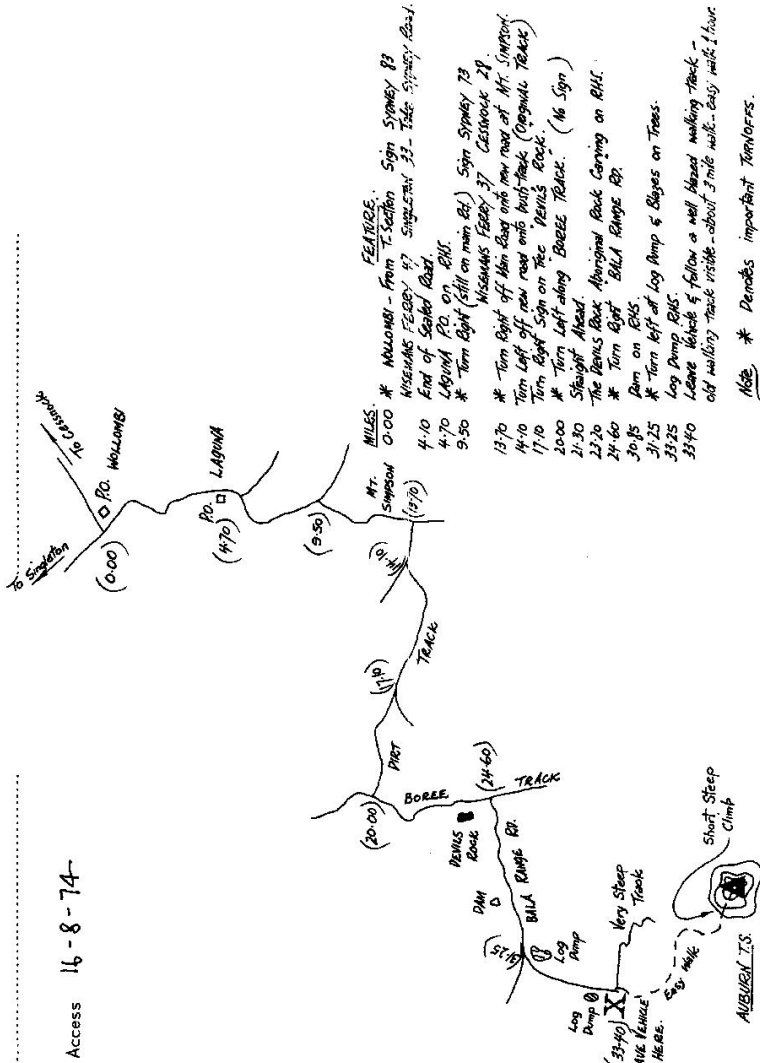 Access 16-8-74
To Singleton
To Cessnock
P.O. WOLLOMBI
(0.00)
P.O. LAGUNA
(4.70)
(9.50)
MT. SIMPSON
(13.70)
(14.10)
TRACK
(17.10)
DIRT
(20.00)
BOREE TRACK
DEVILS ROCK
(24.60)
BALA RANGE RD.
DAM
(31.25)
Log Dump
Log Dump
(33.40)
VEHICLE HERE.
Very Steep Track
Easy Walk
Short Steep Climb
AUBURN T.S.
MILES. FEATURE.
0.00 * WOLLOMBI - From T. Section Sign SYDNEY 83
WISEMANS FERRY 47 SINGLETON 33 - Take Sydney Road.
4.10 End of Sealed Road.
4.70 LAGUNA P.O. on RHS.
9.50 * Turn Right (still on main Rd.) Sign SYDNEY 73
WISEMANS FERRY 37 CESSNOCK 28.
13.70 * Turn Right off Main Road onto new road at MT. SIMPSON.
14.10 Turn Left off new road onto bush track. (ORIGINAL TRACK)
17.10 Turn Right Sign on Tree "DEVIL'S ROCK."
20.00 * Turn Left along "BOREE TRACK." (No Sign)
21.30 Straight Ahead.
23.20 The DEVILS Rock Aboriginal Rock Carving on RHS.
24.60 * Turn Right "BALA RANGE RD."
30.85 Dam on RHS.
31.25 * Turn left at Log Dump & Blazes on Trees.
33.25 Log Dump RHS.
33.40 Leave Vehicle & follow a well blazed walking track -
old walking track visible - about 3 mile walk - easy walk 1 hour.
Note * Denotes important TURNOFFS.